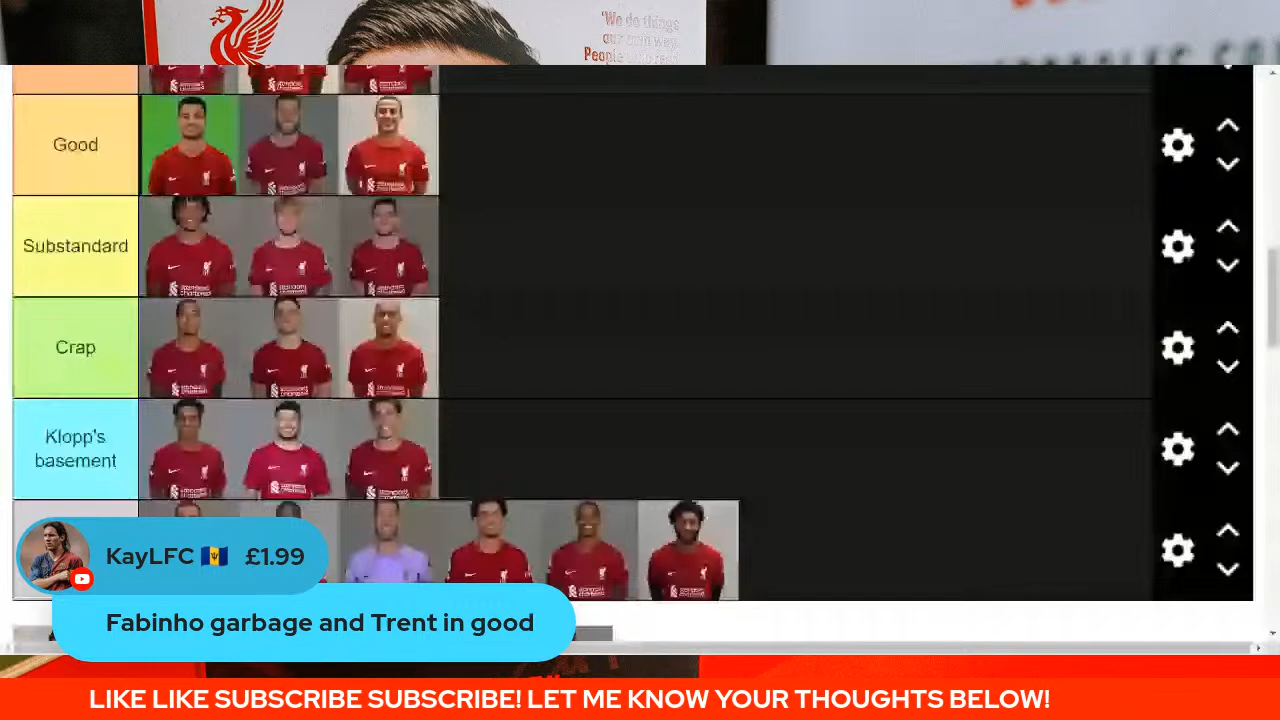 'We do things
our own way.
Good
Substandard
Crap
Klopp's
basement
KayLFC £1.99
Fabinho garbage and Trent in good
LIKE LIKE SUBSCRIBE SUBSCRIBE! LET ME KNOW YOUR THOUGHTS BELOW!